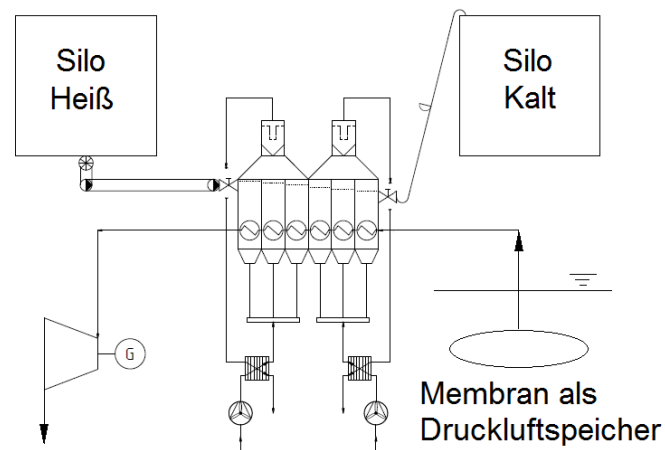 Silo
Heiß
Silo
Kalt
G
Membran als
Druckluftspeicher